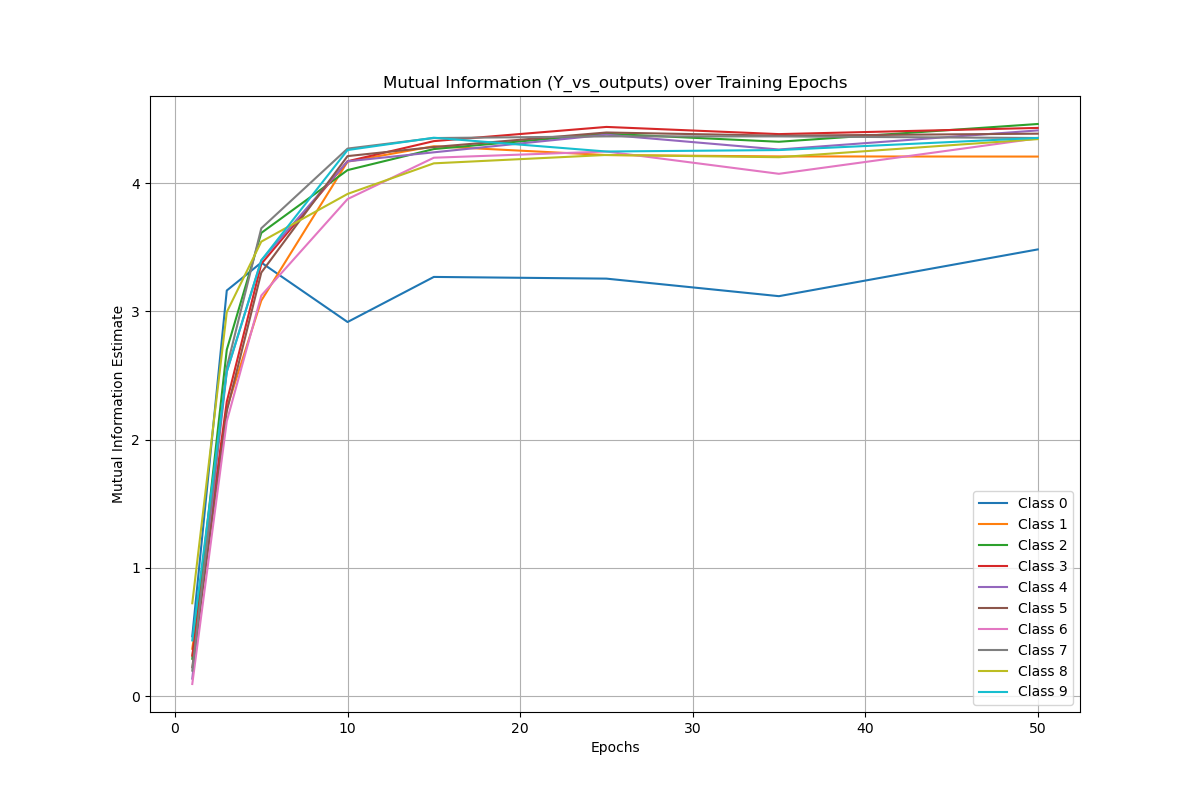 Mutual Information (Y_vs_outputs) over Training Epochs
Mutual Information Estimate
4
3
2
1
0
0 10 20 30 40 50
Epochs
Class 0
Class 1
Class 2
Class 3
Class 4
Class 5
Class 6
Class 7
Class 8
Class 9